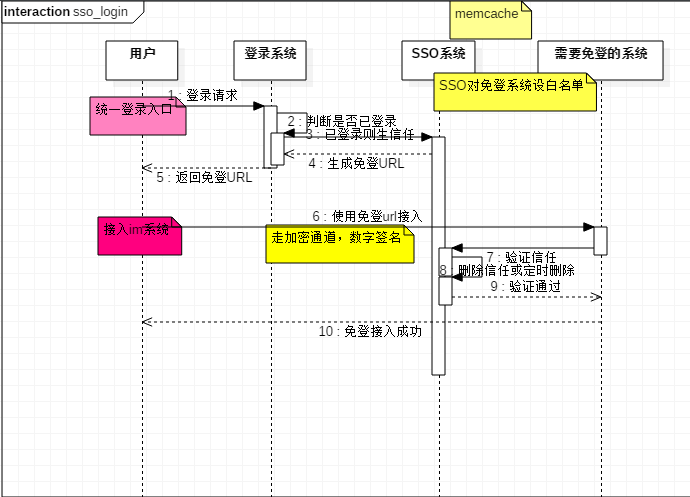 interaction sso_login
memcache
用户
登录系统
SSO系统
需要免登的系统
SSO对免登系统设白名单
1 : 登录请求
统一登录入口
2 : 判断是否已登录
3 : 已登录则生信任
4 : 生成免登URL
5 : 返回免登URL
6 : 使用免登url接入
接入im系统
走加密通道，数字签名
7 : 验证信任
8 : 删除信任或定时删除
9 : 验证通过
10 : 免登接入成功